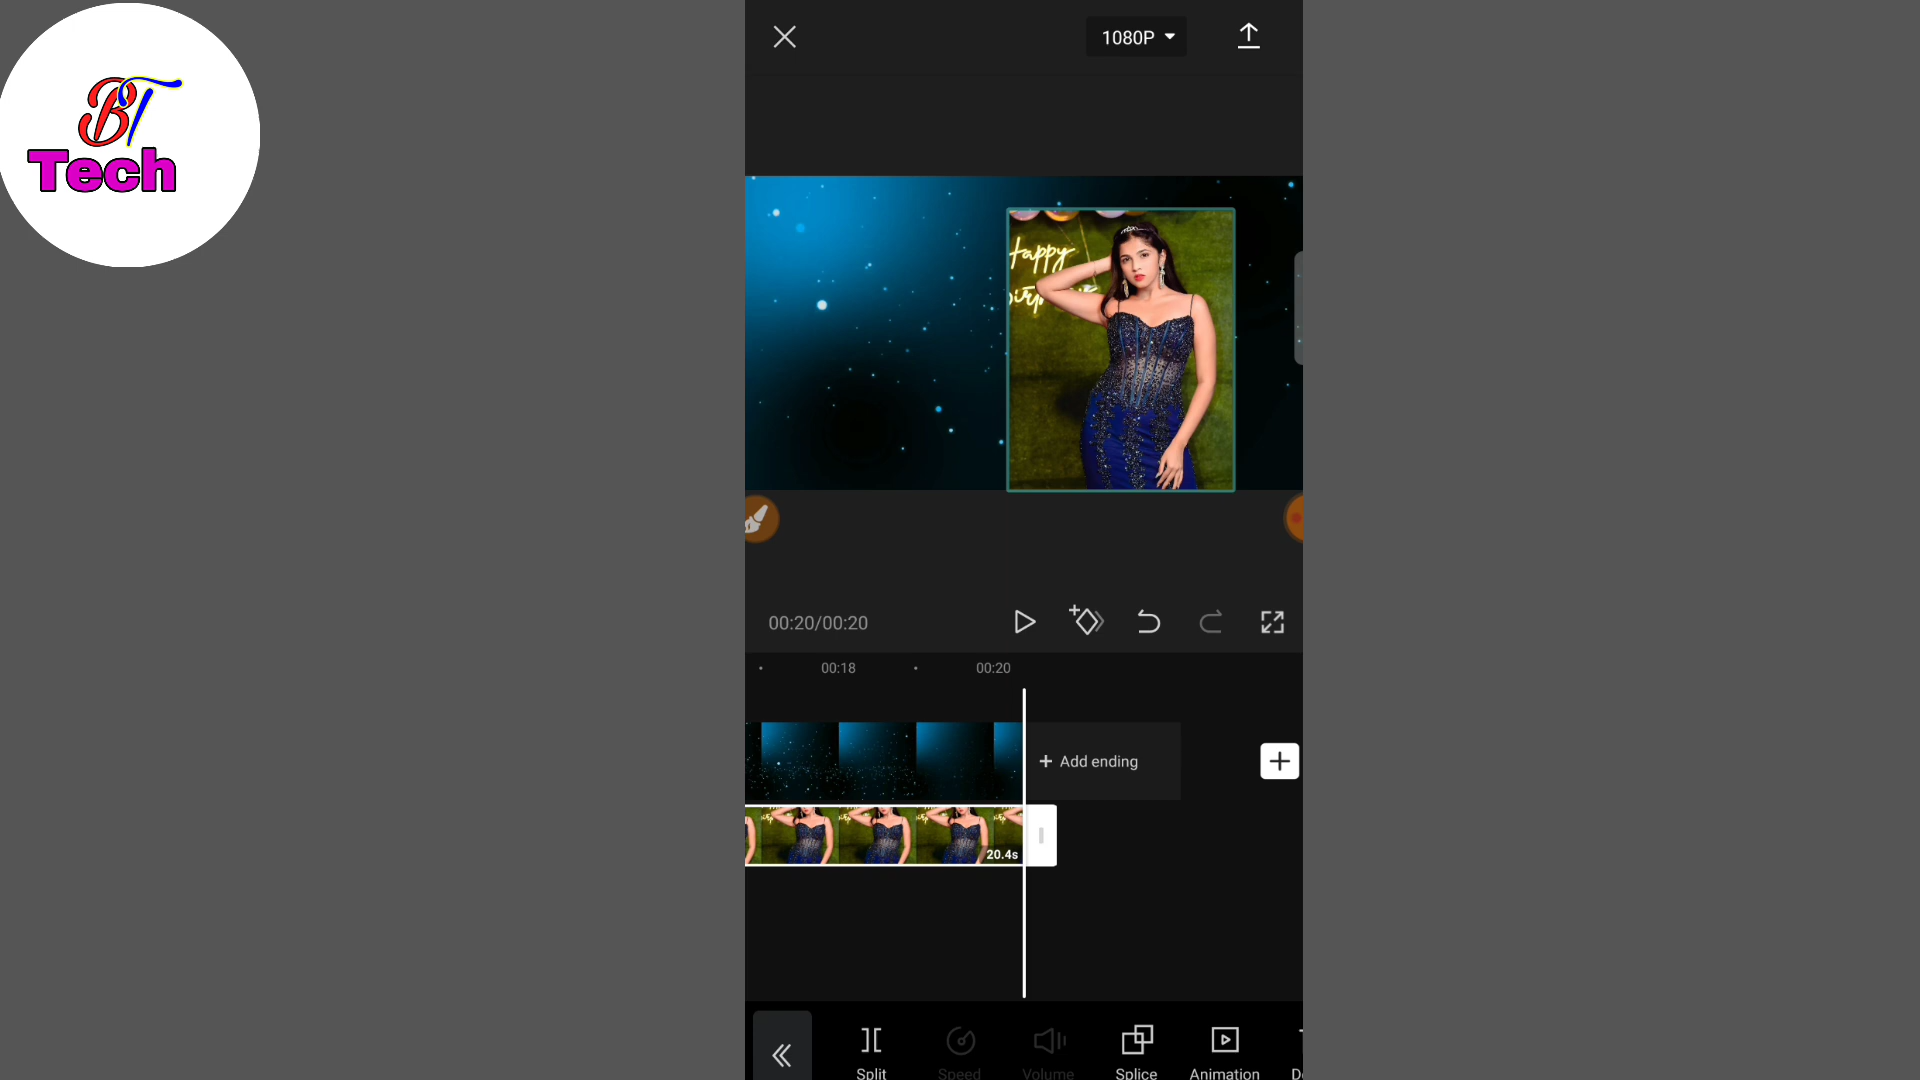 BT
Tech
1080P
Happy
00:20/00:20
00:18
00:20
+ Add ending
20.4s
Split
Speed
Volume
Splice
Animation